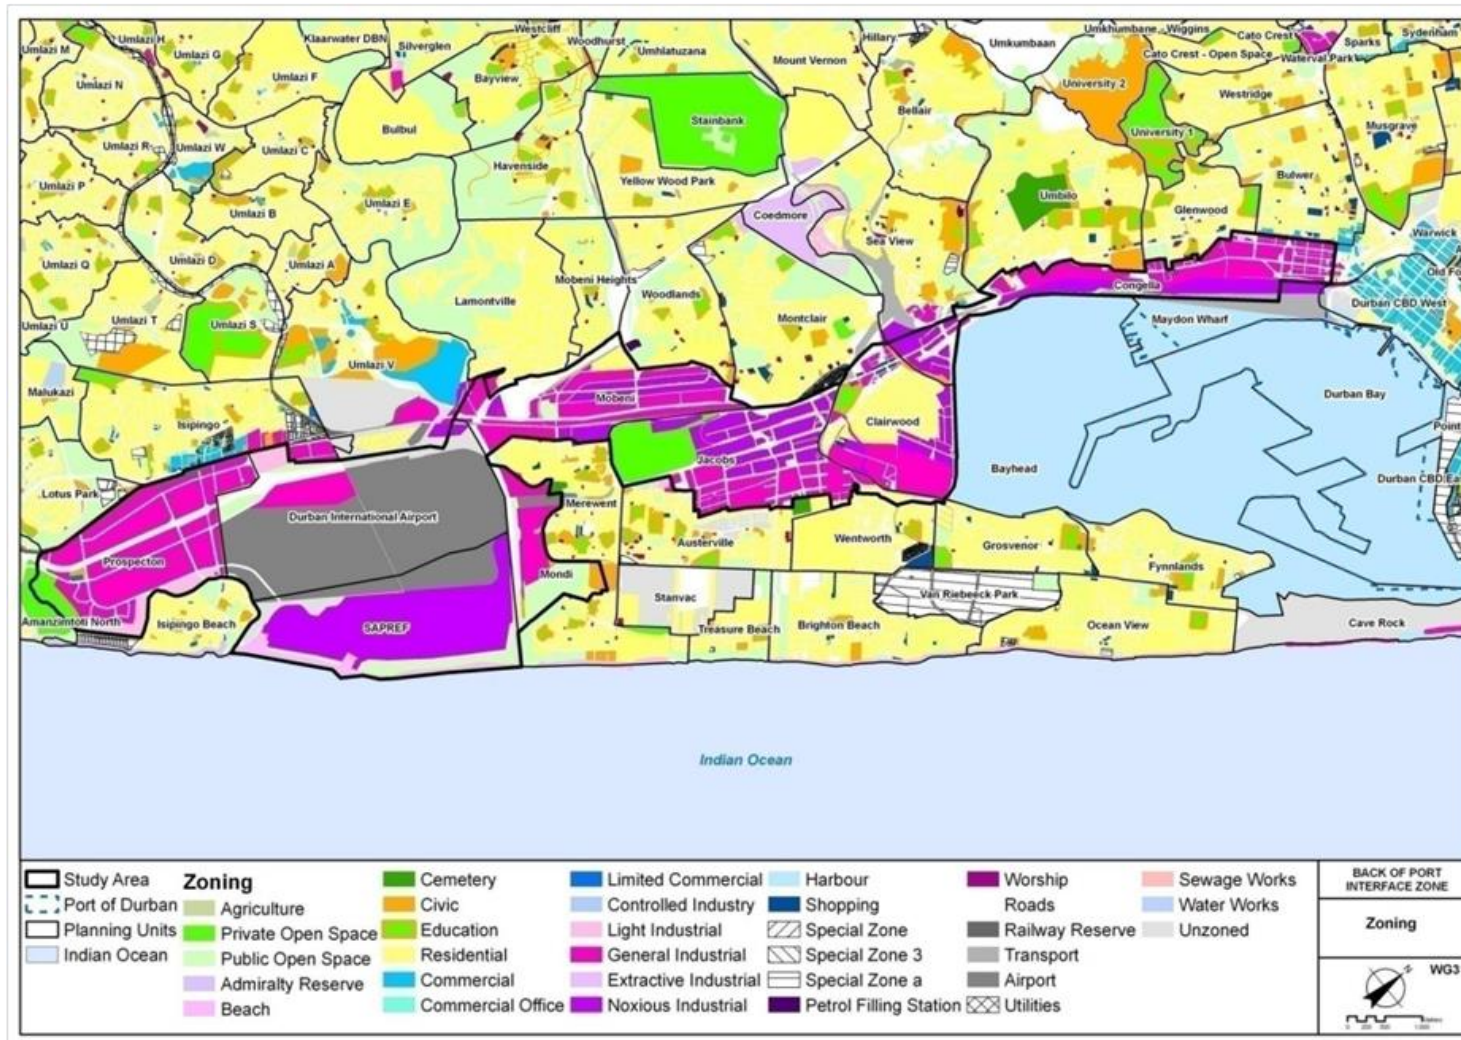 Umlazi M
Umlazi H
Umlazi G
Klaarwater DBN
Silverglen
Westcliff
Woodhurst
Umhlatuzana
Hillary
Mount Vernon
Umkumbaan
Umkhumbane - Wiggins
Cato Crest
Cato Crest - Open Space
Waterval Park
Sparks
Sydenham
Umlazi N
Umlazi F
Bayview
University 2
Westridge
Bulbul
Stainbank
Bellair
University 1
Musgrave
Umlazi R
Umlazi W
Umlazi C
Havenside
Yellow Wood Park
Umlazi P
Umlazi E
Umbilo
Bulwer
Umlazi B
Coedmore
Glenwood
Sea View
Warwick
Umlazi Q
Umlazi D
Umlazi A
Mobeni Heights
Old Fo
Lamontville
Woodlands
Congella
Durban CBD West
Umlazi U
Umlazi T
Umlazi S
Montclair
Maydon Wharf
Umlazi V
Malukazi
Mobeni
Durban Bay
Isipingo
Clairwood
Point
Jacobs
Bayhead
Durban CBD Ea
Lotus Park
Durban International Airport
Merewent
Austerville
Wentworth
Grosvenor
Prospecton
Mondi
Fynnlands
Stanvac
Van Riebeeck Park
Amanzimtoti North
Isipingo Beach
SAPREF
Treasure Beach
Brighton Beach
Ocean View
Cave Rock
Indian Ocean
Study Area
Port of Durban
Planning Units
Indian Ocean
Zoning
Agriculture
Private Open Space
Public Open Space
Admiralty Reserve
Beach
Cemetery
Civic
Education
Residential
Commercial
Commercial Office
Limited Commercial
Controlled Industry
Light Industrial
General Industrial
Extractive Industrial
Noxious Industrial
Harbour
Shopping
Special Zone
Special Zone 3
Special Zone a
Petrol Filling Station
Worship
Roads
Railway Reserve
Transport
Airport
Utilities
Sewage Works
Water Works
Unzoned
BACK OF PORT
INTERFACE ZONE
Zoning
WG3